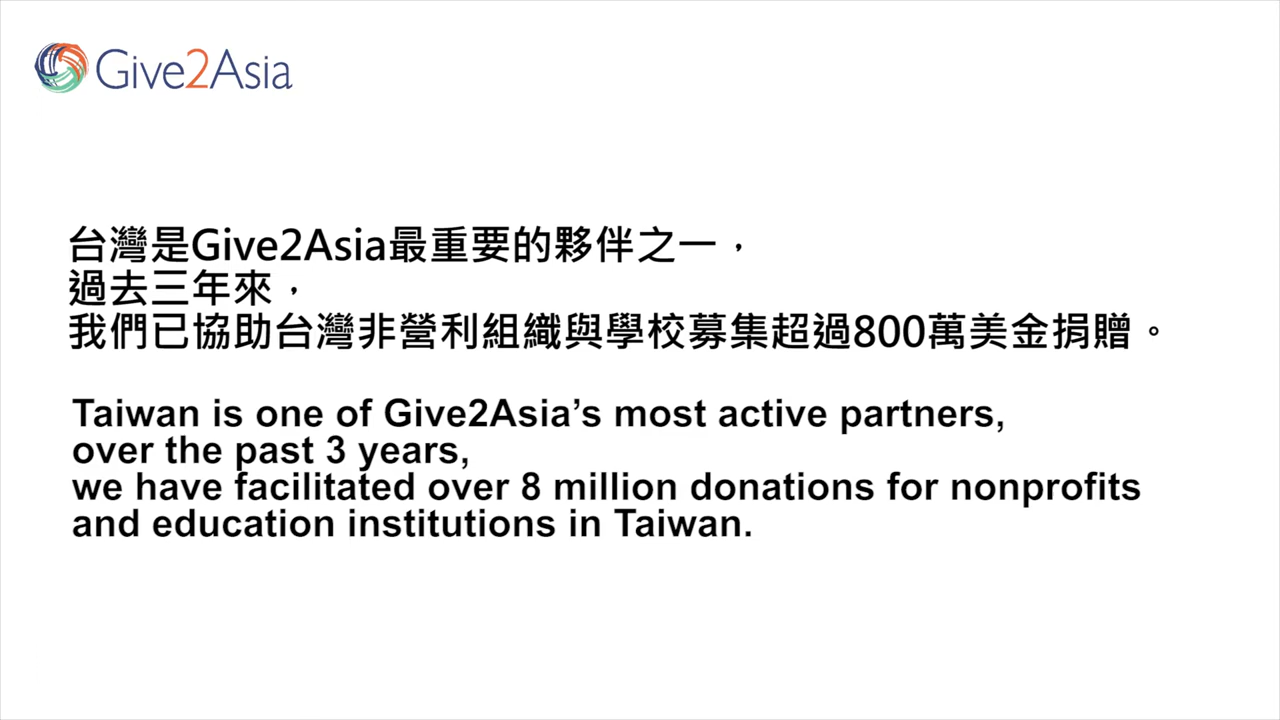 Give2Asia
台灣是Give2Asia最重要的夥伴之一，
過去三年來，
我們已協助台灣非營利組織與學校募集超過800萬美金捐贈。
Taiwan is one of Give2Asia’s most active partners,
over the past 3 years,
we have facilitated over 8 million donations for nonprofits
and education institutions in Taiwan.